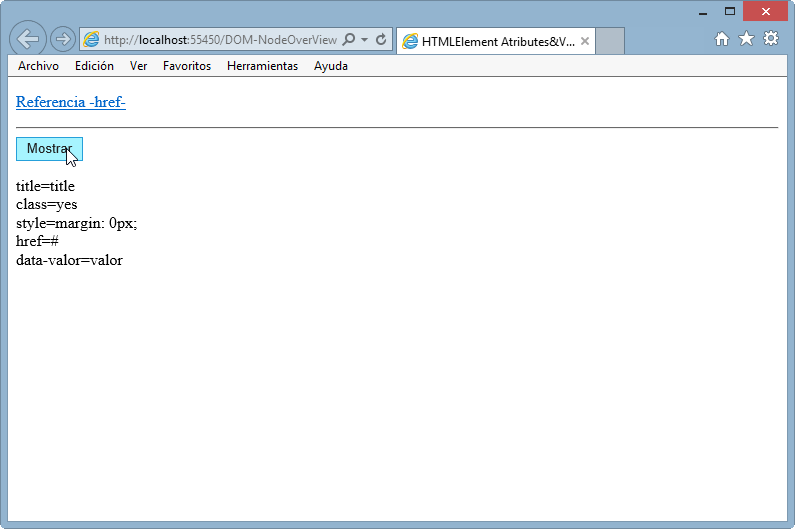 http://localhost:55450/DOM-NodeOverView
HTMLElement Atributes&V...
Archivo Edición Ver Favoritos Herramientas Ayuda
Referencia -href-
Mostrar
title=title
class=yes
style=margin: 0px;
href=#
data-valor=valor